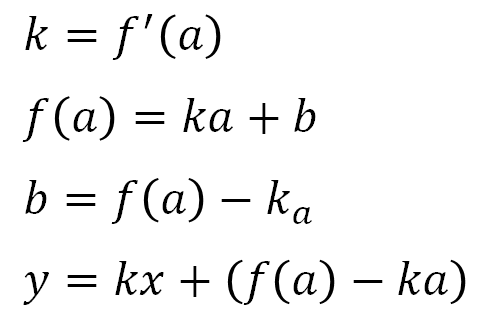 k = f′(a)
f(a) = ka + b
b = f(a) − kₐ
y = kx + (f(a) − ka)